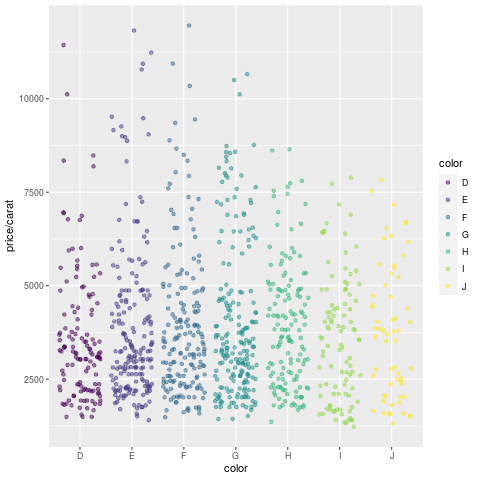 10000
7500
5000
2500
price/carat
D E F G H I J
color
color
D
E
F
G
H
I
J